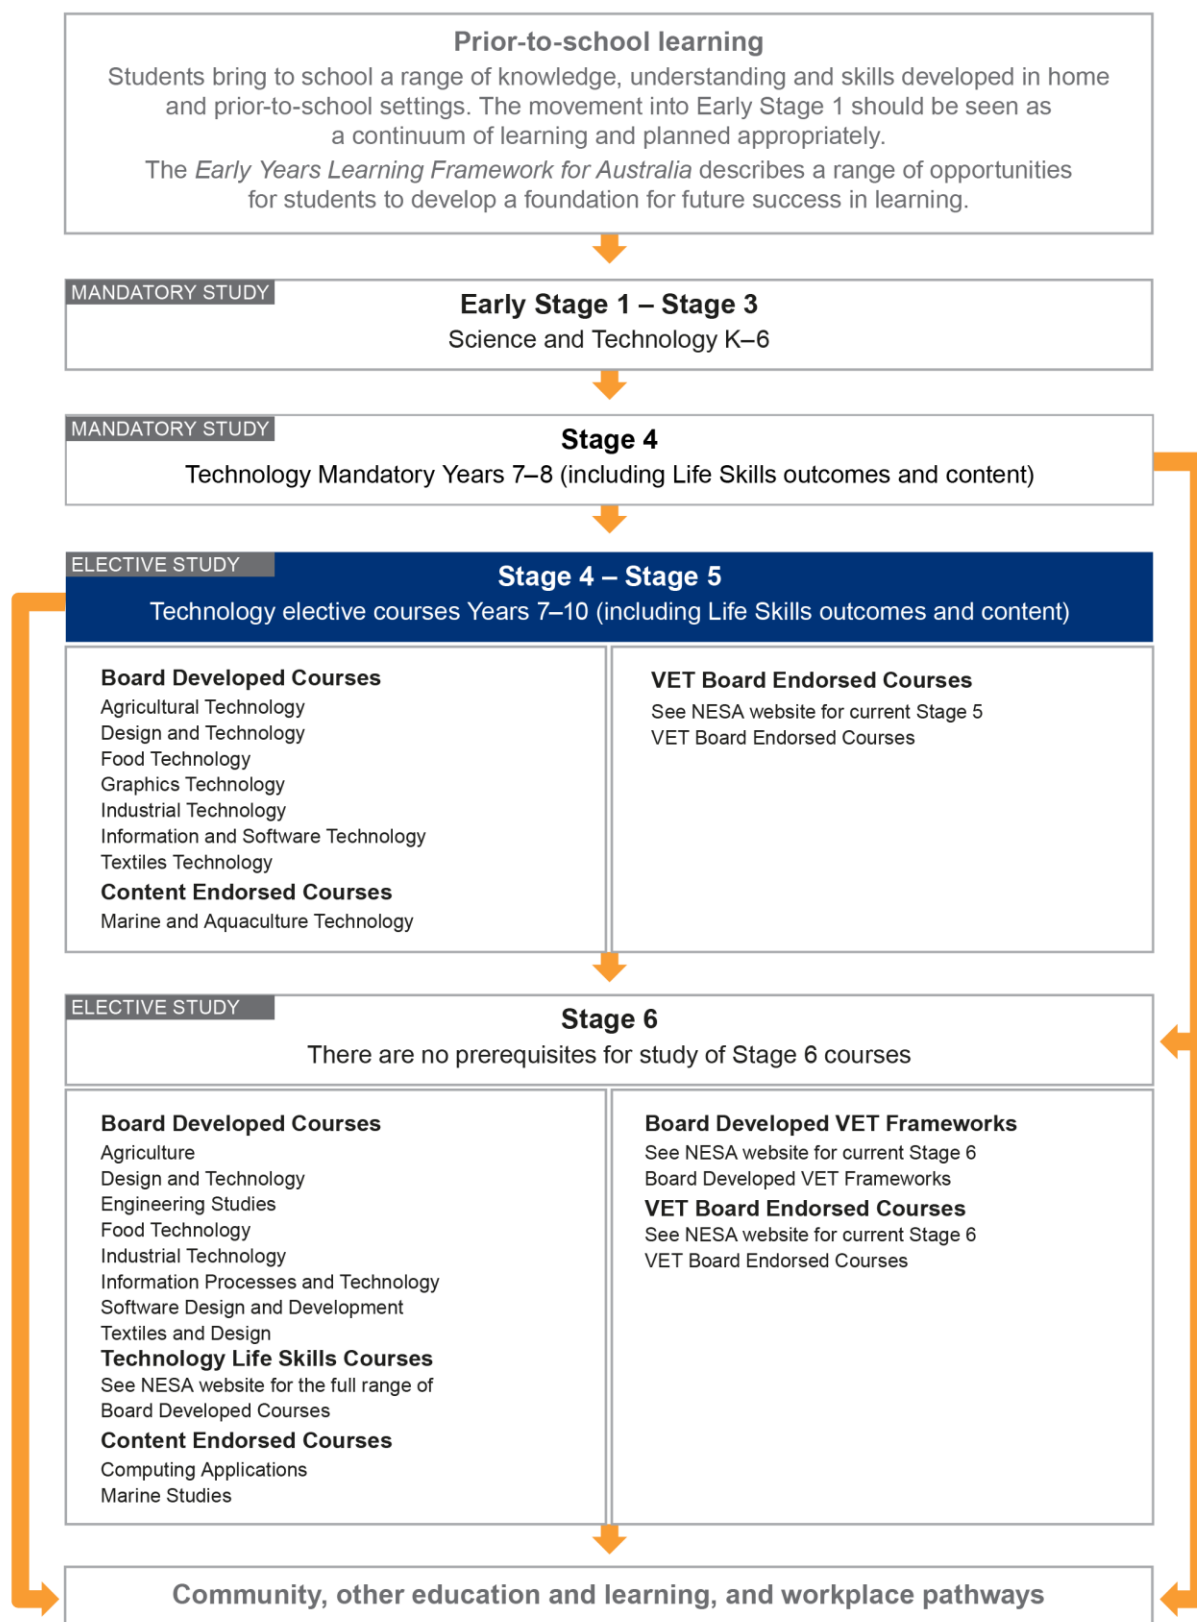 Prior-to-school learning
Students bring to school a range of knowledge, understanding and skills developed in home
and prior-to-school settings. The movement into Early Stage 1 should be seen as
a continuum of learning and planned appropriately.
The Early Years Learning Framework for Australia describes a range of opportunities
for students to develop a foundation for future success in learning.
MANDATORY STUDY
Early Stage 1 – Stage 3
Science and Technology K–6
MANDATORY STUDY
Stage 4
Technology Mandatory Years 7–8 (including Life Skills outcomes and content)
ELECTIVE STUDY
Stage 4 – Stage 5
Technology elective courses Years 7–10 (including Life Skills outcomes and content)
Board Developed Courses
Agricultural Technology
Design and Technology
Food Technology
Graphics Technology
Industrial Technology
Information and Software Technology
Textiles Technology
Content Endorsed Courses
Marine and Aquaculture Technology
VET Board Endorsed Courses
See NESA website for current Stage 5
VET Board Endorsed Courses
ELECTIVE STUDY
Stage 6
There are no prerequisites for study of Stage 6 courses
Board Developed Courses
Agriculture
Design and Technology
Engineering Studies
Food Technology
Industrial Technology
Information Processes and Technology
Software Design and Development
Textiles and Design
Technology Life Skills Courses
See NESA website for the full range of
Board Developed Courses
Content Endorsed Courses
Computing Applications
Marine Studies
Board Developed VET Frameworks
See NESA website for current Stage 6
Board Developed VET Frameworks
VET Board Endorsed Courses
See NESA website for current Stage 6
VET Board Endorsed Courses
Community, other education and learning, and workplace pathways